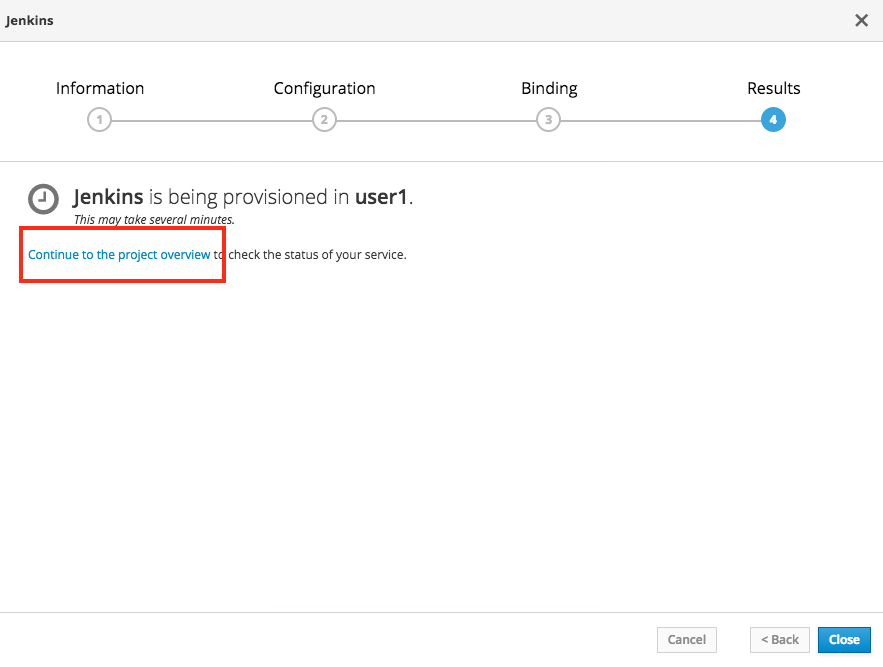 Jenkins
Information
Configuration
Binding
Results
1
2
3
4
Jenkins is being provisioned in user1.
This may take several minutes.
Continue to the project overview to check the status of your service.
Cancel
< Back
Close